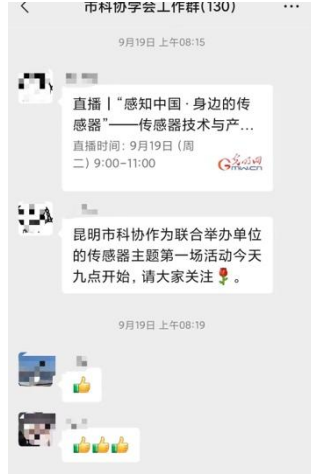 市科协学会工作群(130)
9月19日 上午08:15
直播丨“感知中国·身边的传
感器”——传感器技术与产…
直播时间：9月19日（周
二）9:00-11:00
光明网
GMW.CN
昆明市科协作为联合举办单位
的传感器主题第一场活动今天
九点开始，请大家关注🌹。
9月19日 上午08:19